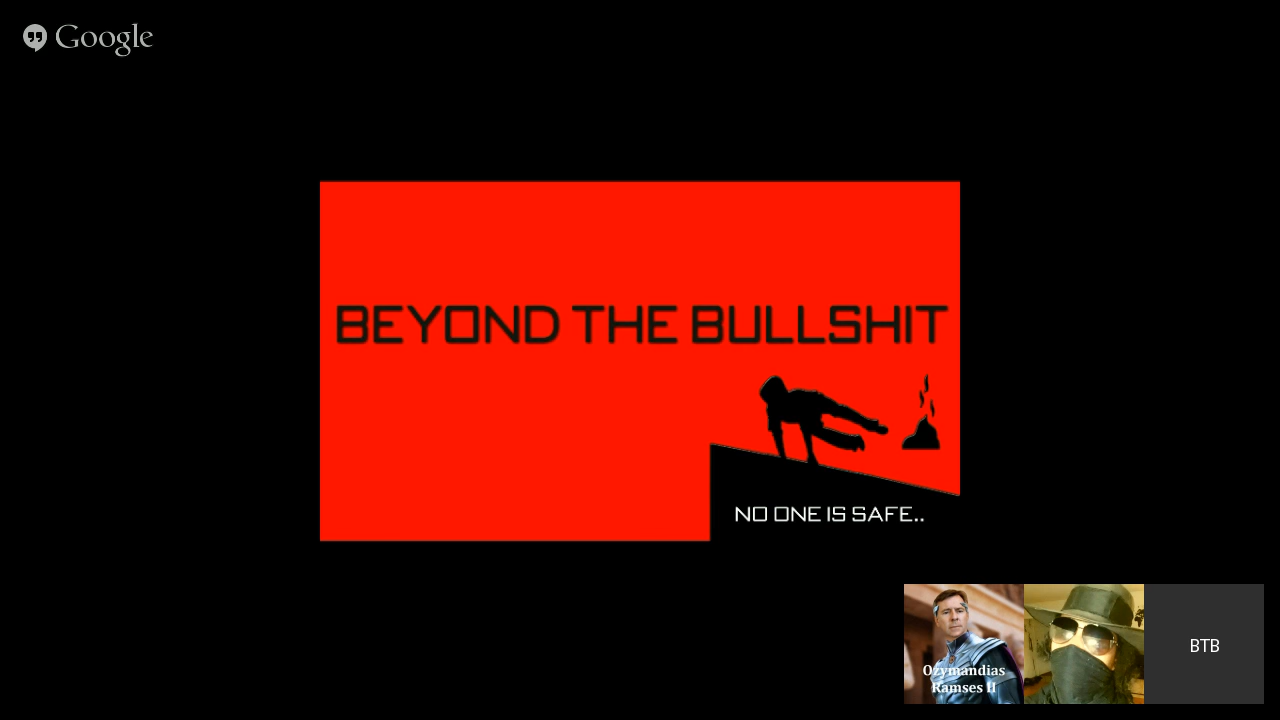 Google
BEYOND THE BULLSHIT
NO ONE IS SAFE..
Ozymandias
Ramses II
BTB